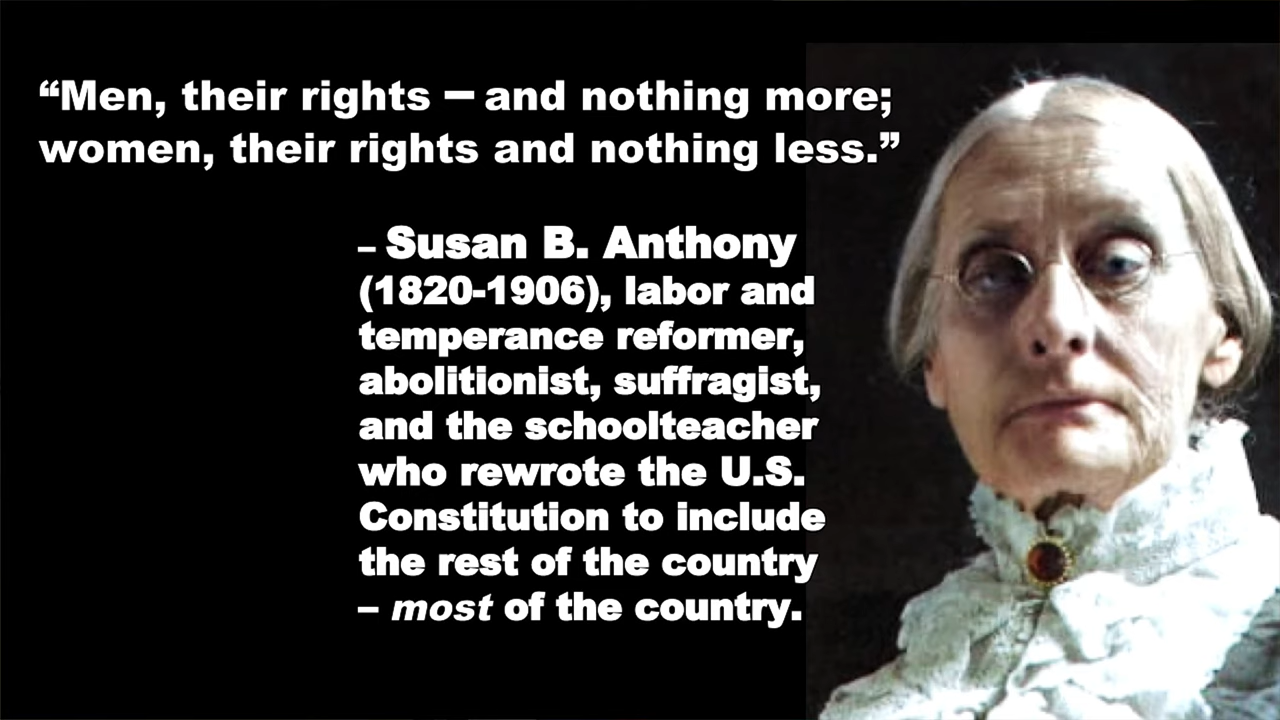 “Men, their rights – and nothing more;
women, their rights and nothing less.”
– Susan B. Anthony
(1820-1906), labor and
temperance reformer,
abolitionist, suffragist,
and the schoolteacher
who rewrote the U.S.
Constitution to include
the rest of the country
– most of the country.